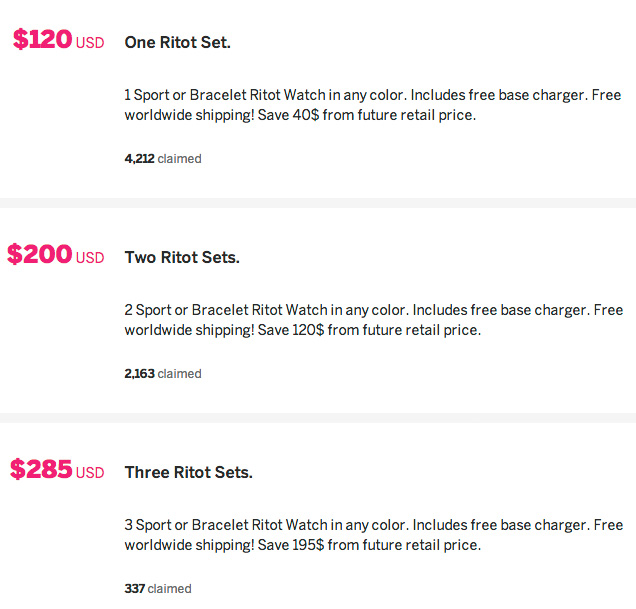 $120 USD One Ritot Set.
1 Sport or Bracelet Ritot Watch in any color. Includes free base charger. Free
worldwide shipping! Save 40$ from future retail price.
4,212 claimed
$200 USD Two Ritot Sets.
2 Sport or Bracelet Ritot Watch in any color. Includes free base charger. Free
worldwide shipping! Save 120$ from future retail price.
2,163 claimed
$285 USD Three Ritot Sets.
3 Sport or Bracelet Ritot Watch in any color. Includes free base charger. Free
worldwide shipping! Save 195$ from future retail price.
337 claimed